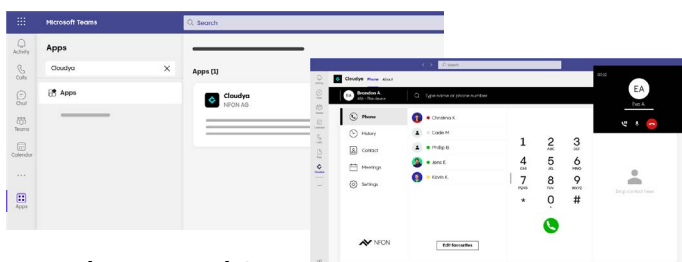 Microsoft Teams
Search
Activity
Calls
Chat
Teams
Calendar
Apps
Apps
Cloudya
X
Apps
Apps (1)
Cloudya
NFON AG
Search
Cloudya Phone About
EA
Brandon A.
Type name or phone number
Phone
History
Contact
Meetings
Settings
NFON
Christina K.
Colin M.
Philip B.
Jens E.
Kevin K.
Edit favourites
1 2 3
ABC DEF
4 5 6
GHI JKL MNO
7 8 9
PQRS TUV WXYZ
* 0 #
+
EA
Eva A.